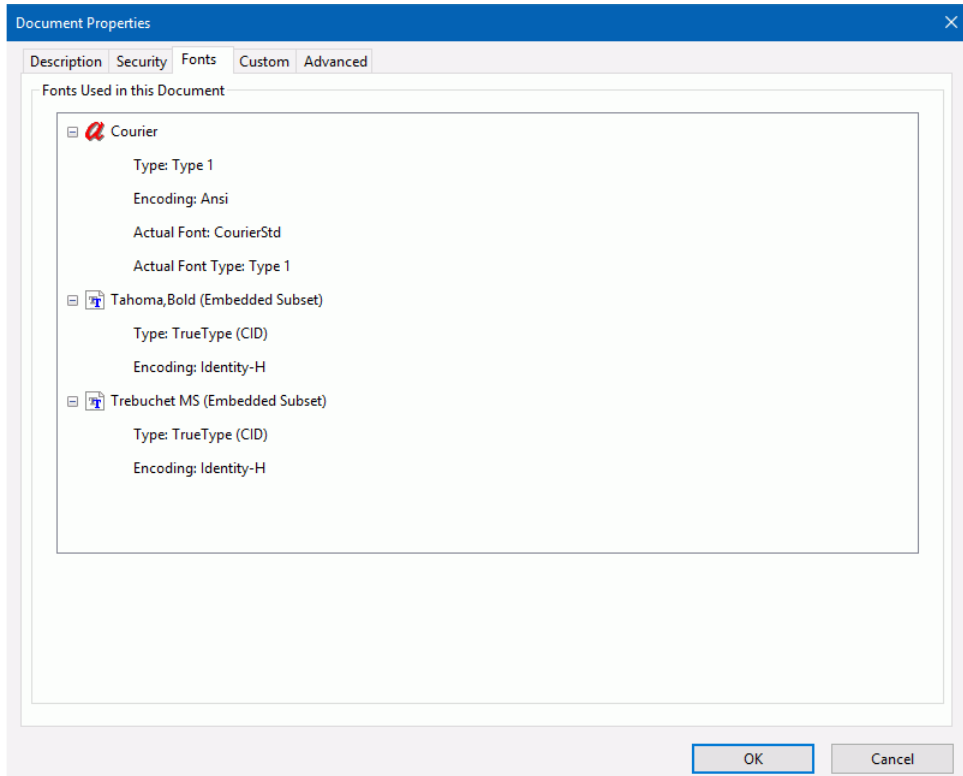 Document Properties
Description Security Fonts Custom Advanced
Fonts Used in this Document
Courier
Type: Type 1
Encoding: Ansi
Actual Font: CourierStd
Actual Font Type: Type 1
Tahoma,Bold (Embedded Subset)
Type: TrueType (CID)
Encoding: Identity-H
Trebuchet MS (Embedded Subset)
Type: TrueType (CID)
Encoding: Identity-H
OK Cancel